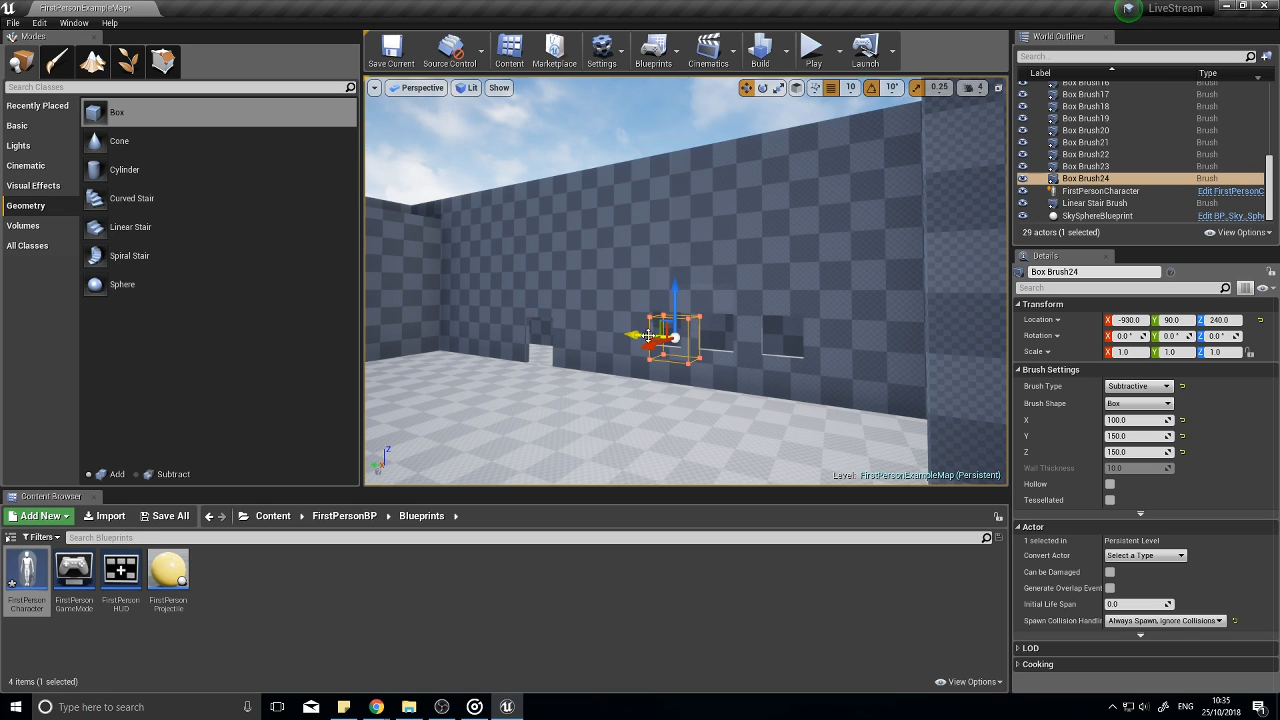 FirstPersonExampleMap*
LiveStream
File Edit Window Help
Modes
Search Classes
Recently Placed
Basic
Lights
Cinematic
Visual Effects
Geometry
Volumes
All Classes
Box
Cone
Cylinder
Curved Stair
Linear Stair
Spiral Stair
Sphere
Add Subtract
Save Current Source Control Content Marketplace Settings Blueprints Cinematics Build Play Launch
Perspective Lit Show 10 10° 0.25 4
Level: FirstPersonExampleMap (Persistent)
World Outliner
Search...
Label Type
Box Brush16 Brush
Box Brush17 Brush
Box Brush18 Brush
Box Brush19 Brush
Box Brush20 Brush
Box Brush21 Brush
Box Brush22 Brush
Box Brush23 Brush
Box Brush24 Brush
FirstPersonCharacter Edit FirstPersonC
Linear Stair Brush Brush
SkySphereBlueprint Edit BP_Sky_Sphe
29 actors (1 selected) View Options
Details
Box Brush24
Search
Transform
Location X -930.0 Y 90.0 Z 240.0
Rotation X 0.0 ° Y 0.0 ° Z 0.0 °
Scale X 1.0 Y 1.0 Z 1.0
Brush Settings
Brush Type Subtractive
Brush Shape Box
X 100.0
Y 150.0
Z 150.0
Wall Thickness 10.0
Hollow
Tessellated
Actor
1 selected in Persistent Level
Convert Actor Select a Type
Can be Damaged
Generate Overlap Event
Initial Life Span 0.0
Spawn Collision Handlin Always Spawn, Ignore Collisions
LOD
Cooking
Content Browser
Add New Import Save All Content FirstPersonBP Blueprints
Filters Search Blueprints
FirstPerson Character
FirstPerson GameMode
FirstPerson HUD
FirstPerson Projectile
4 items (1 selected) View Options
Type here to search
ENG
10:35
25/10/2018